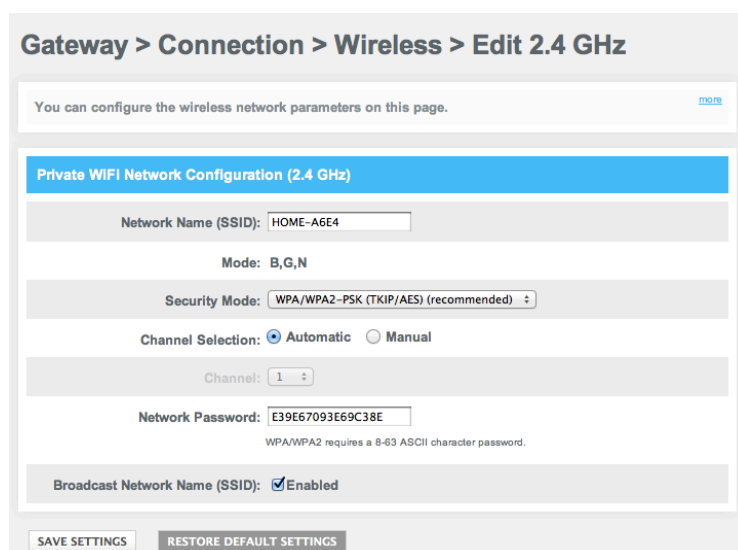 Gateway > Connection > Wireless > Edit 2.4 GHz
You can configure the wireless network parameters on this page.
more
Private WiFI Network Configuration (2.4 GHz)
Network Name (SSID): HOME-A6E4
Mode: B,G,N
Security Mode: WPA/WPA2-PSK (TKIP/AES) (recommended)
Channel Selection: Automatic Manual
Channel: 1
Network Password: E39E67093E69C38E
WPA/WPA2 requires a 8-63 ASCII character password.
Broadcast Network Name (SSID): Enabled
SAVE SETTINGS RESTORE DEFAULT SETTINGS